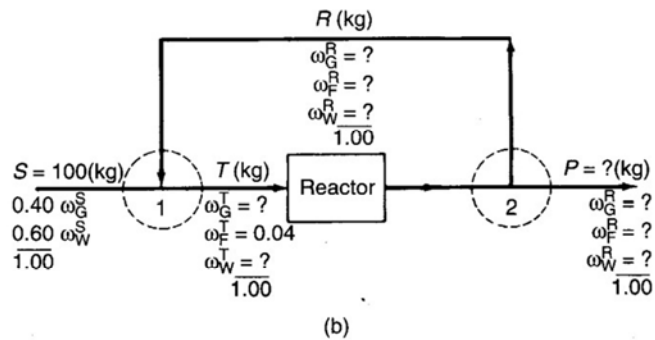 R (kg)
ω_G^R = ?
ω_F^R = ?
ω_W^R = ?
1.00
S = 100(kg)
0.40 ω_G^S
0.60 ω_W^S
1.00
1
T (kg)
ω_G^T = ?
ω_F^T = 0.04
ω_W^T = ?
1.00
Reactor
2
P = ?(kg)
ω_G^R = ?
ω_F^R = ?
ω_W^R = ?
1.00
(b)